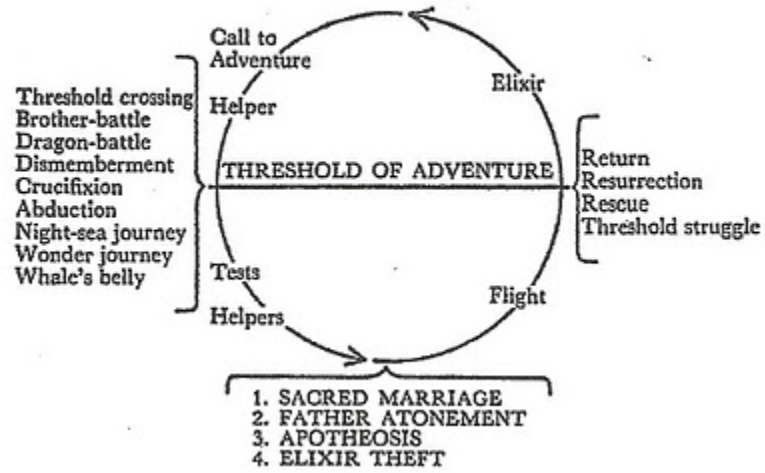 Call to
Adventure
Helper
Threshold crossing
Brother-battle
Dragon-battle
Dismemberment
Crucifixion
Abduction
Night-sea journey
Wonder journey
Whale's belly
THRESHOLD OF ADVENTURE
Elixir
Return
Resurrection
Rescue
Threshold struggle
Tests
Helpers
Flight
1. SACRED MARRIAGE
2. FATHER ATONEMENT
3. APOTHEOSIS
4. ELIXIR THEFT